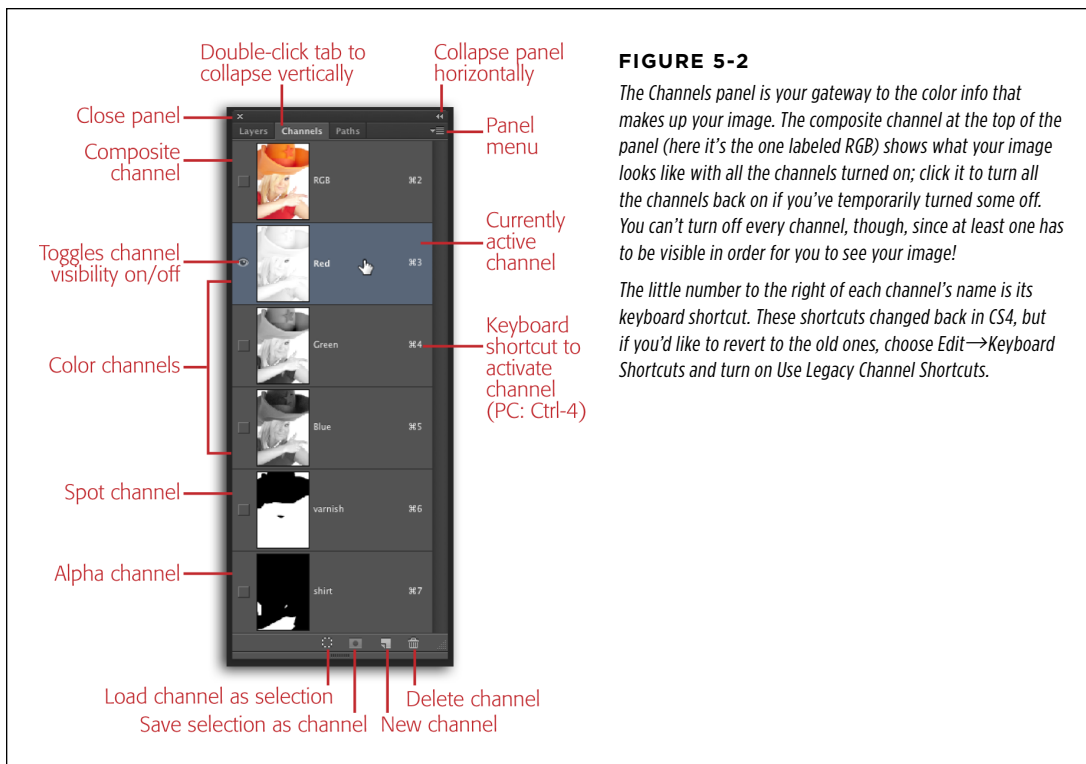 Double-click tab to
collapse vertically
Collapse panel
horizontally
Close panel
Layers Channels Paths
Panel
menu
Composite
channel
RGB ⌘2
Currently
active
channel
Toggles channel
visibility on/off
Red ⌘3
Color channels
Green ⌘4
Keyboard
shortcut to
activate
channel
(PC: Ctrl-4)
Blue ⌘5
Spot channel
varnish ⌘6
Alpha channel
shirt ⌘7
Load channel as selection
Delete channel
Save selection as channel
New channel
FIGURE 5-2
The Channels panel is your gateway to the color info that
makes up your image. The composite channel at the top of the
panel (here it's the one labeled RGB) shows what your image
looks like with all the channels turned on; click it to turn all
the channels back on if you've temporarily turned some off.
You can't turn off every channel, though, since at least one has
to be visible in order for you to see your image!
The little number to the right of each channel's name is its
keyboard shortcut. These shortcuts changed back in CS4, but
if you'd like to revert to the old ones, choose Edit→Keyboard
Shortcuts and turn on Use Legacy Channel Shortcuts.